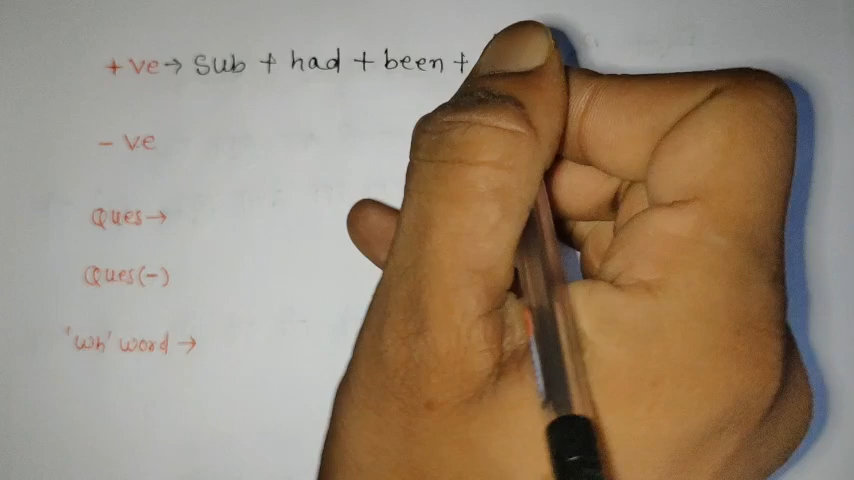 +ve→ Sub + had + been +
- ve
Ques→
Ques(-)
'Wh' word →